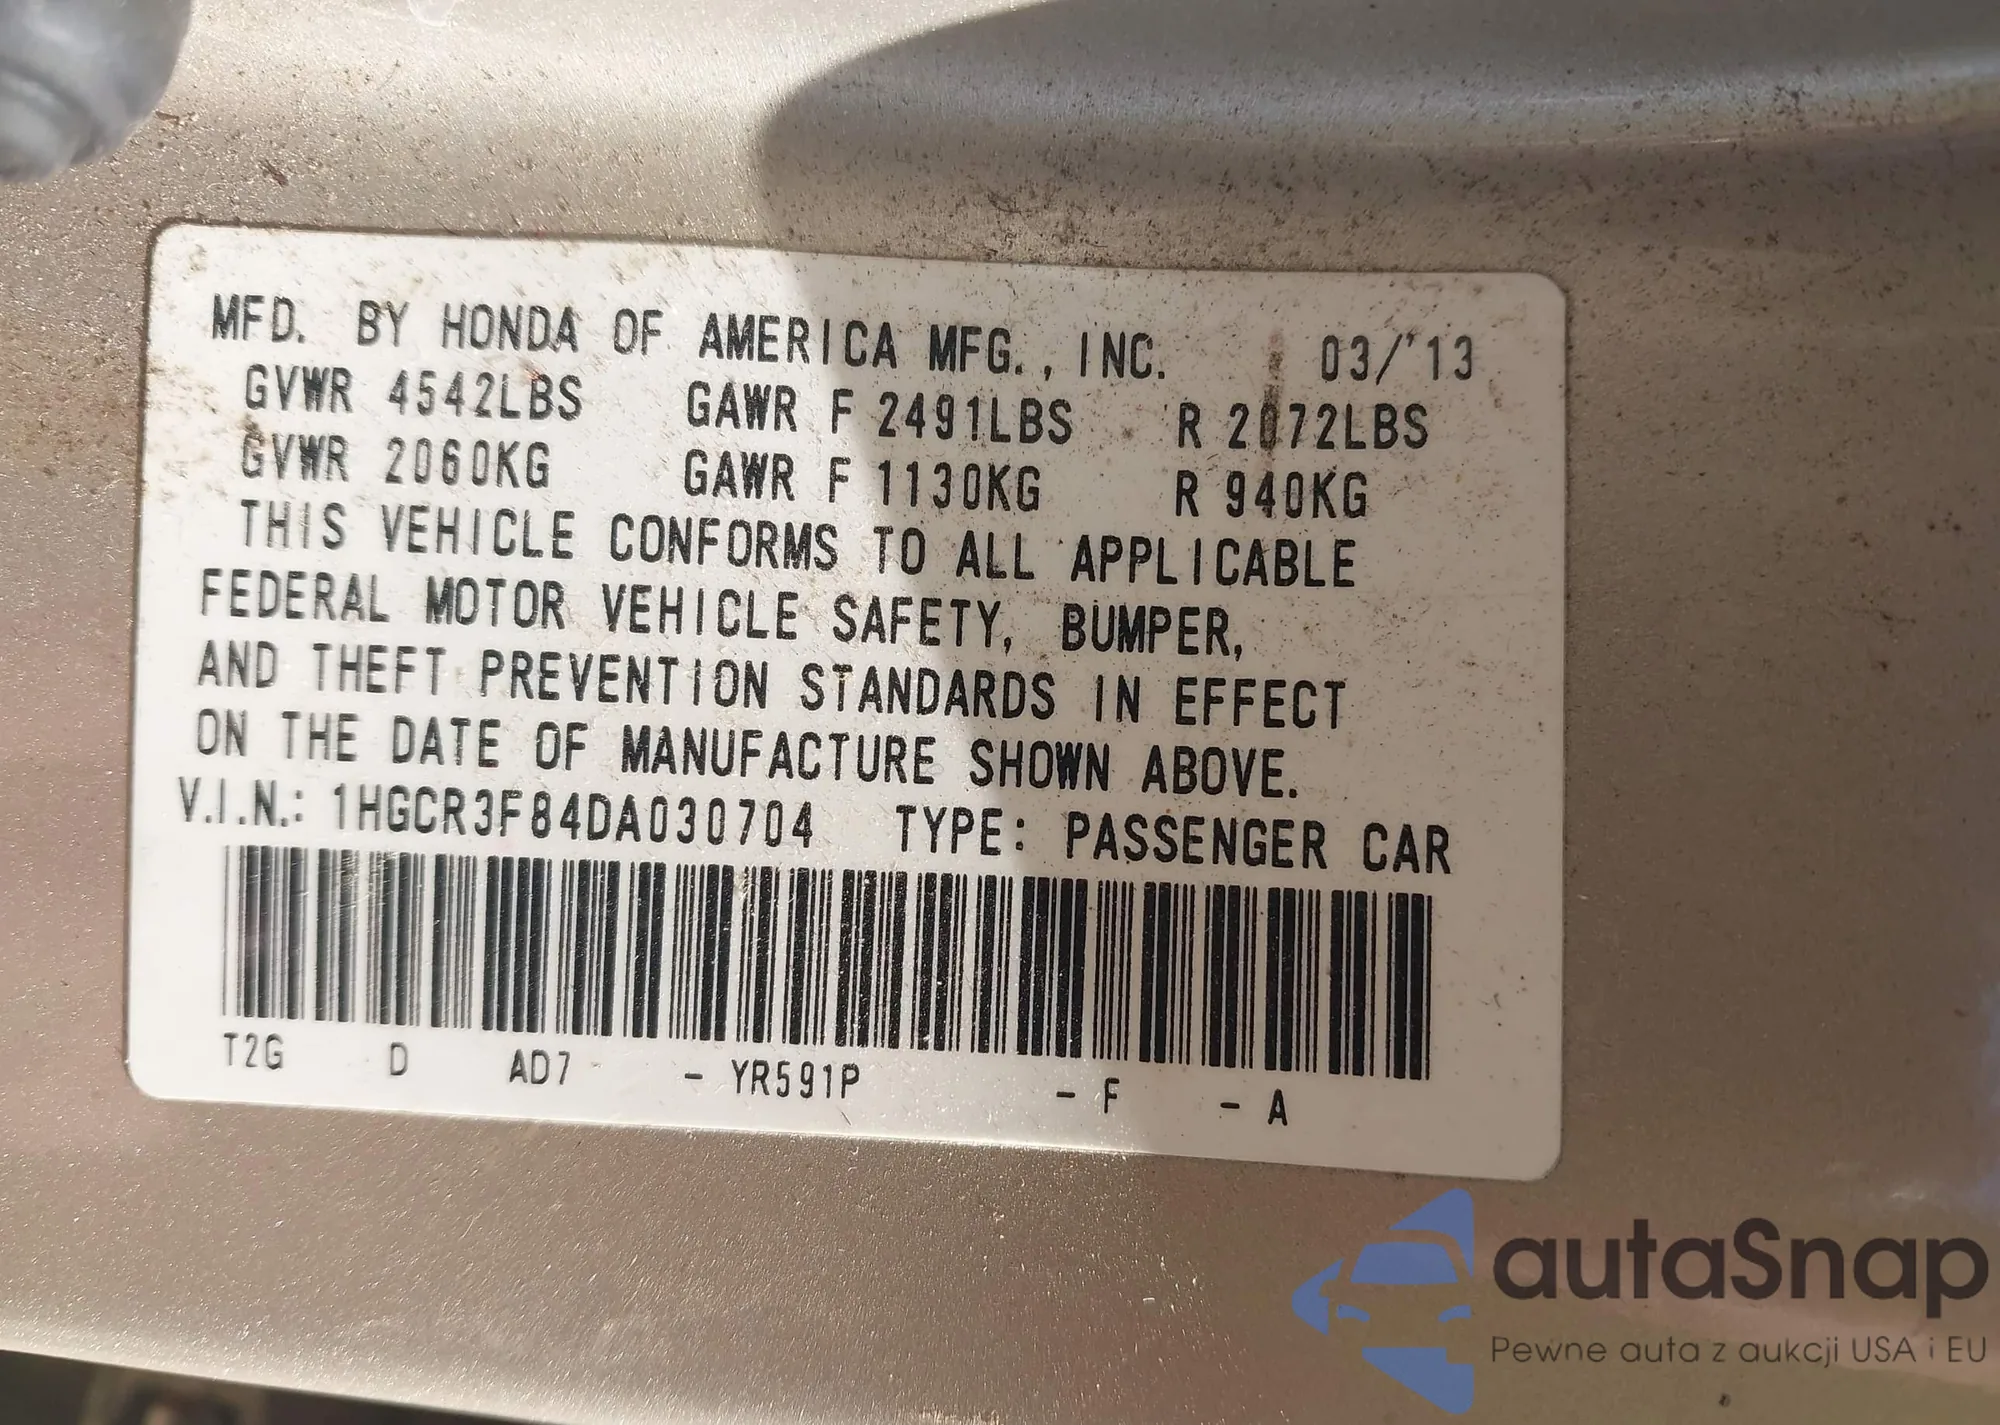 MFD. BY HONDA OF AMERICA MFG., INC. 03/'13
GVWR 4542LBS GAWR F 2491LBS R 2072LBS
GVWR 2060KG GAWR F 1130KG R 940KG
THIS VEHICLE CONFORMS TO ALL APPLICABLE
FEDERAL MOTOR VEHICLE SAFETY, BUMPER,
AND THEFT PREVENTION STANDARDS IN EFFECT
ON THE DATE OF MANUFACTURE SHOWN ABOVE.
V.I.N.: 1HGCR3F84DA030704 TYPE: PASSENGER CAR
T2G D AD7 - YR591P - F - A
autaSnap
Pewne auta z aukcji USA i EU